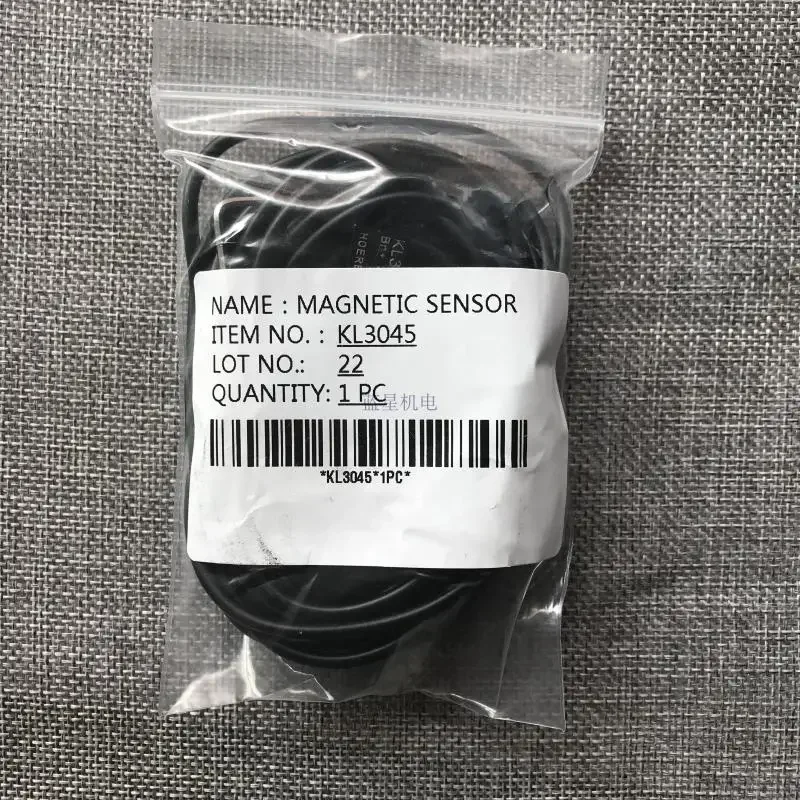 NAME : MAGNETIC SENSOR
ITEM NO. : KL3045
LOT NO.: 22
QUANTITY: 1 PC
蓝星机电
*KL3045*1PC*